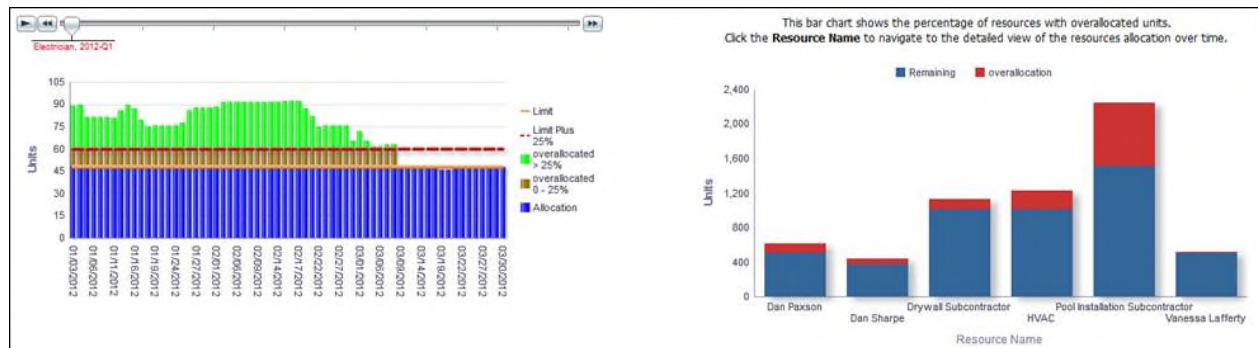 Electrician, 2012-Q1
105
90
75
60
45
30
15
0
Units
01/03/2012
01/06/2012
01/11/2012
01/16/2012
01/19/2012
01/24/2012
01/27/2012
02/01/2012
02/06/2012
02/09/2012
02/14/2012
02/17/2012
02/22/2012
02/27/2012
03/01/2012
03/06/2012
03/09/2012
03/14/2012
03/19/2012
03/22/2012
03/27/2012
03/30/2012
Limit
Limit Plus
25%
overallocated
> 25%
overallocated
0 - 25%
Allocation
This bar chart shows the percentage of resources with overallocated units.
Click the Resource Name to navigate to the detailed view of the resources allocation over time.
Remaining
overallocation
2,400
2,000
1,600
1,200
800
400
0
Units
Dan Paxson
Dan Sharpe
Drywall Subcontractor
HVAC
Pool Installation Subcontractor
Vanessa Lafferty
Resource Name